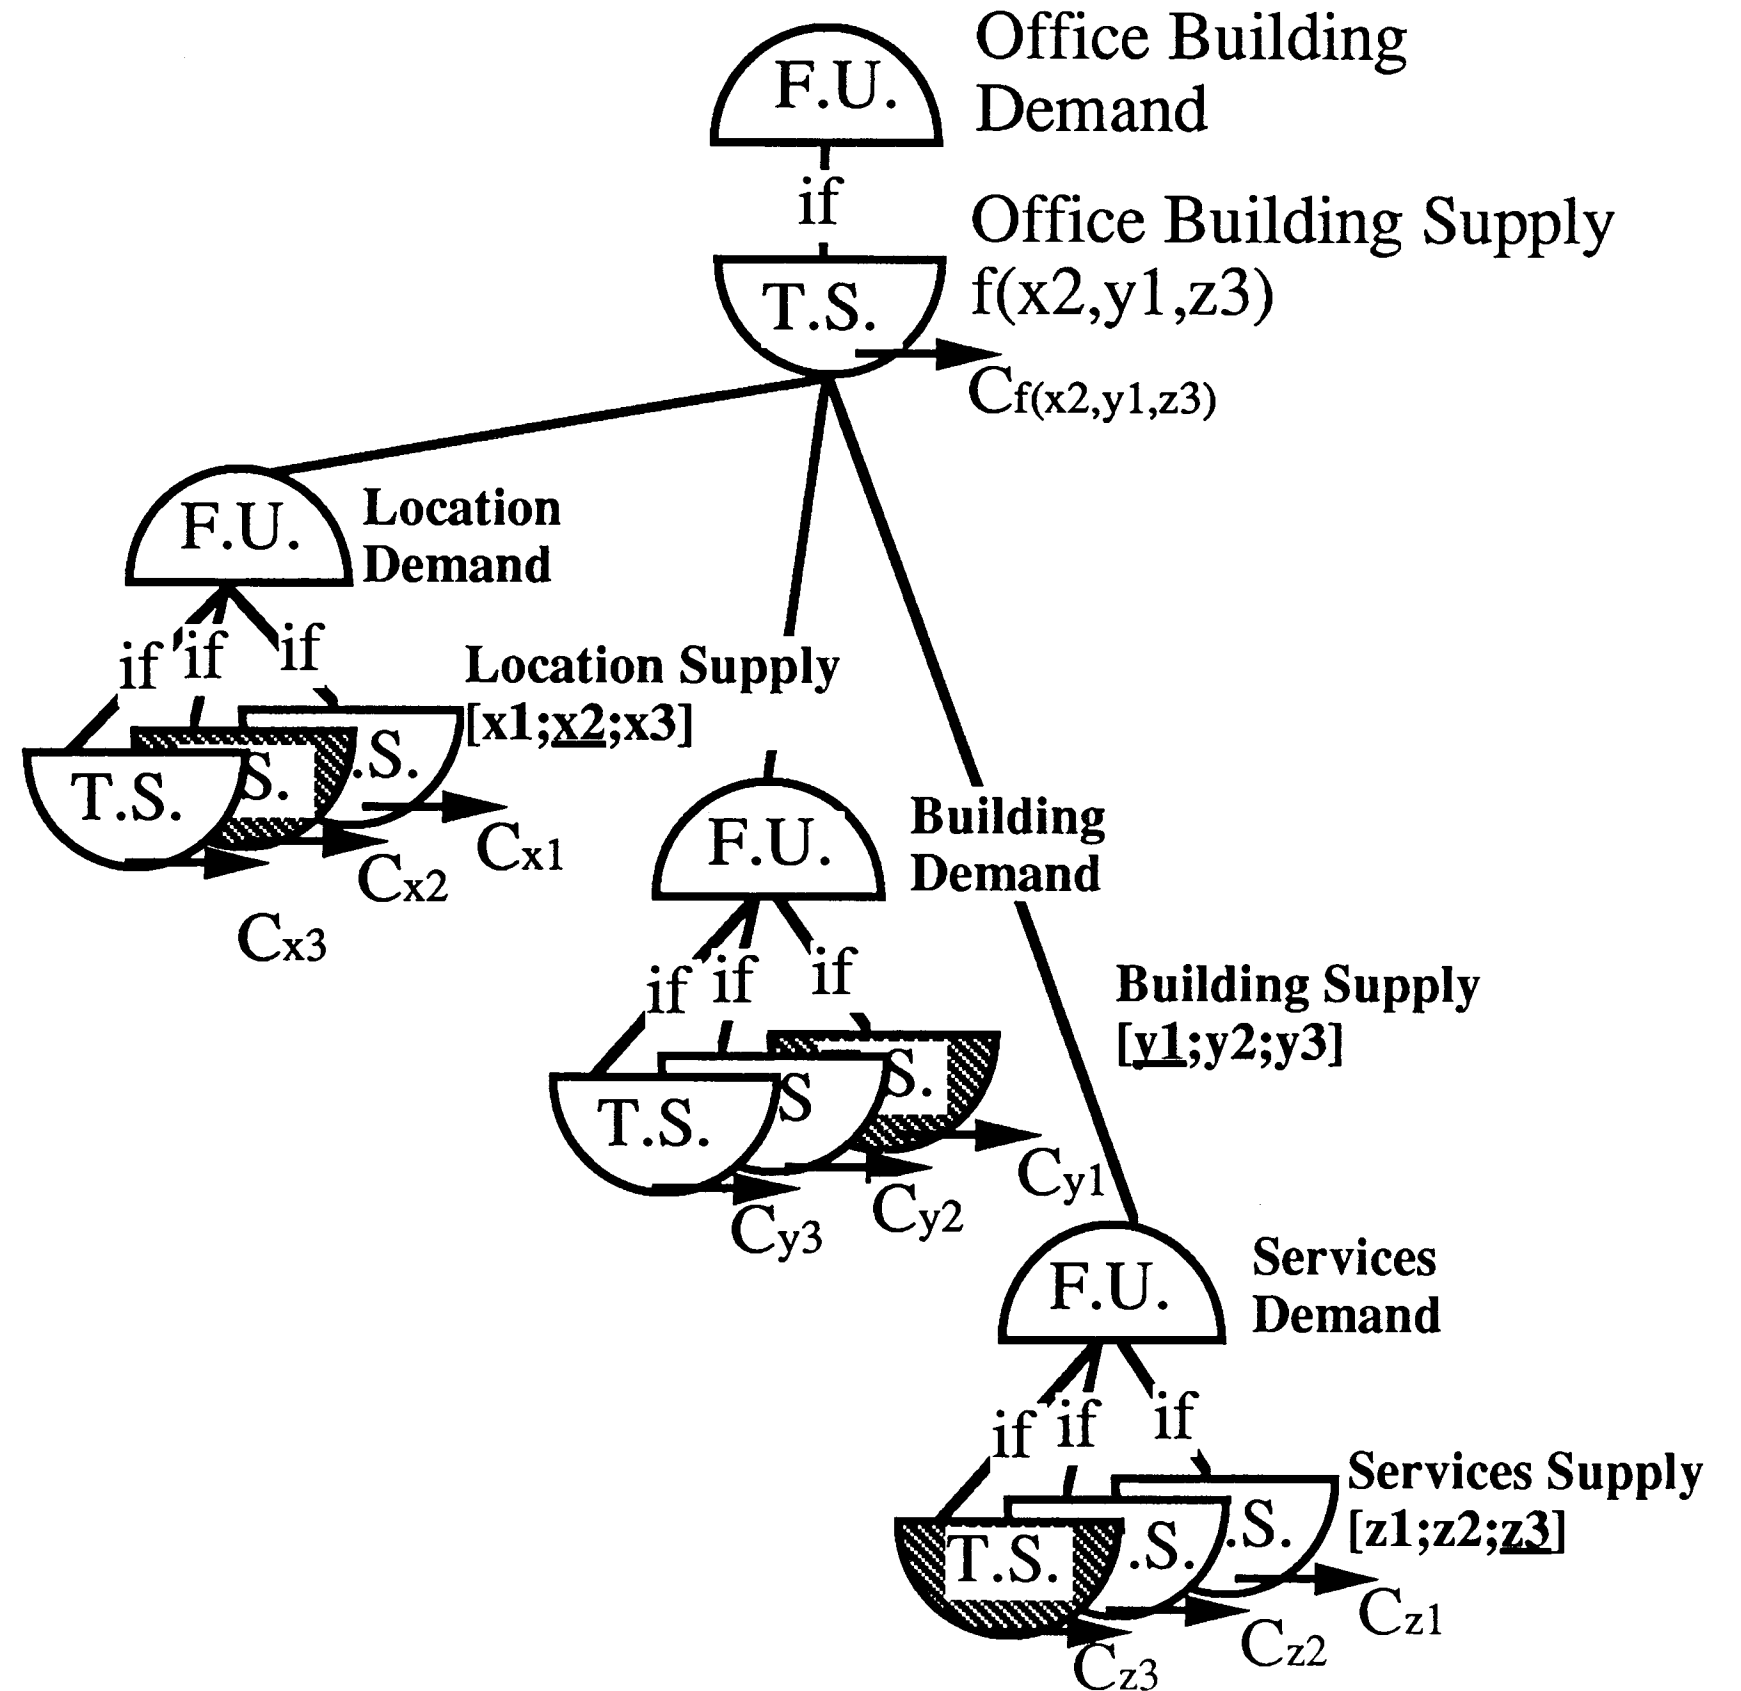 F.U.
Office Building
Demand
if
Office Building Supply
T.S.
f(x2,y1,z3)
Cf(x2,y1,z3)
F.U.
Location
Demand
if if if
Location Supply
[x1;x2;x3]
T.S.
S.
.S.
Cx1
Cx2
Cx3
F.U.
Building
Demand
if if if
Building Supply
[y1;y2;y3]
T.S.
S
S.
Cy1
Cy2
Cy3
F.U.
Services
Demand
if if if
Services Supply
[z1;z2;z3]
T.S.
.S.
.S.
Cz1
Cz2
Cz3